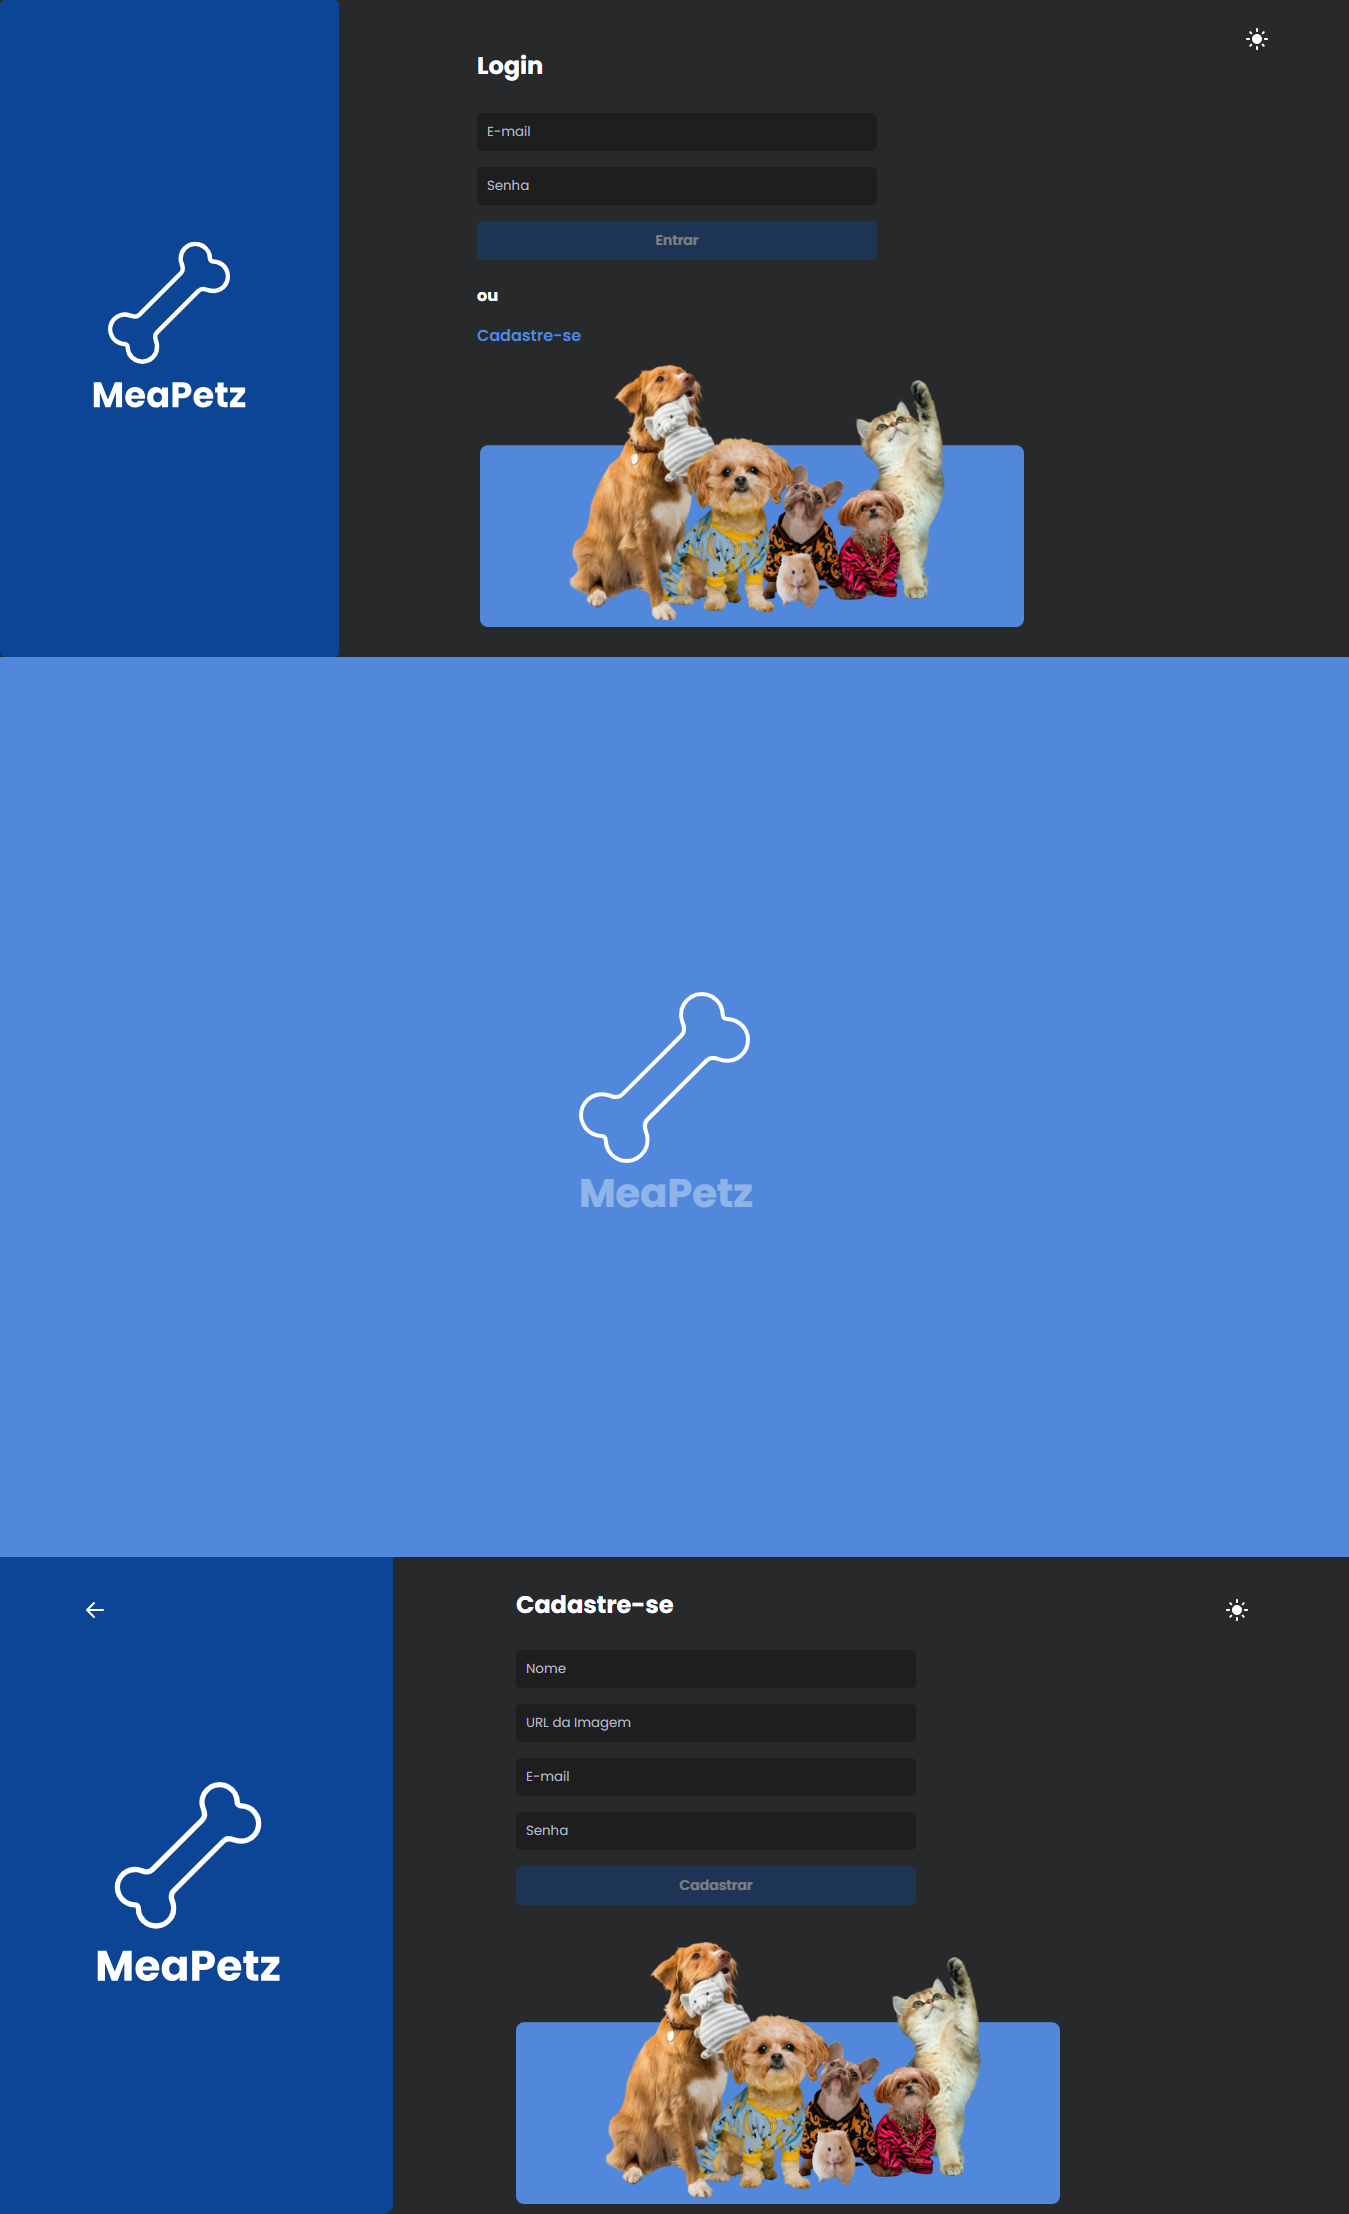 Login
E-mail
Senha
Entrar
ou
Cadastre-se
MeaPetz
MeaPetz
Cadastre-se
Nome
URL da Imagem
E-mail
Senha
Cadastrar
MeaPetz